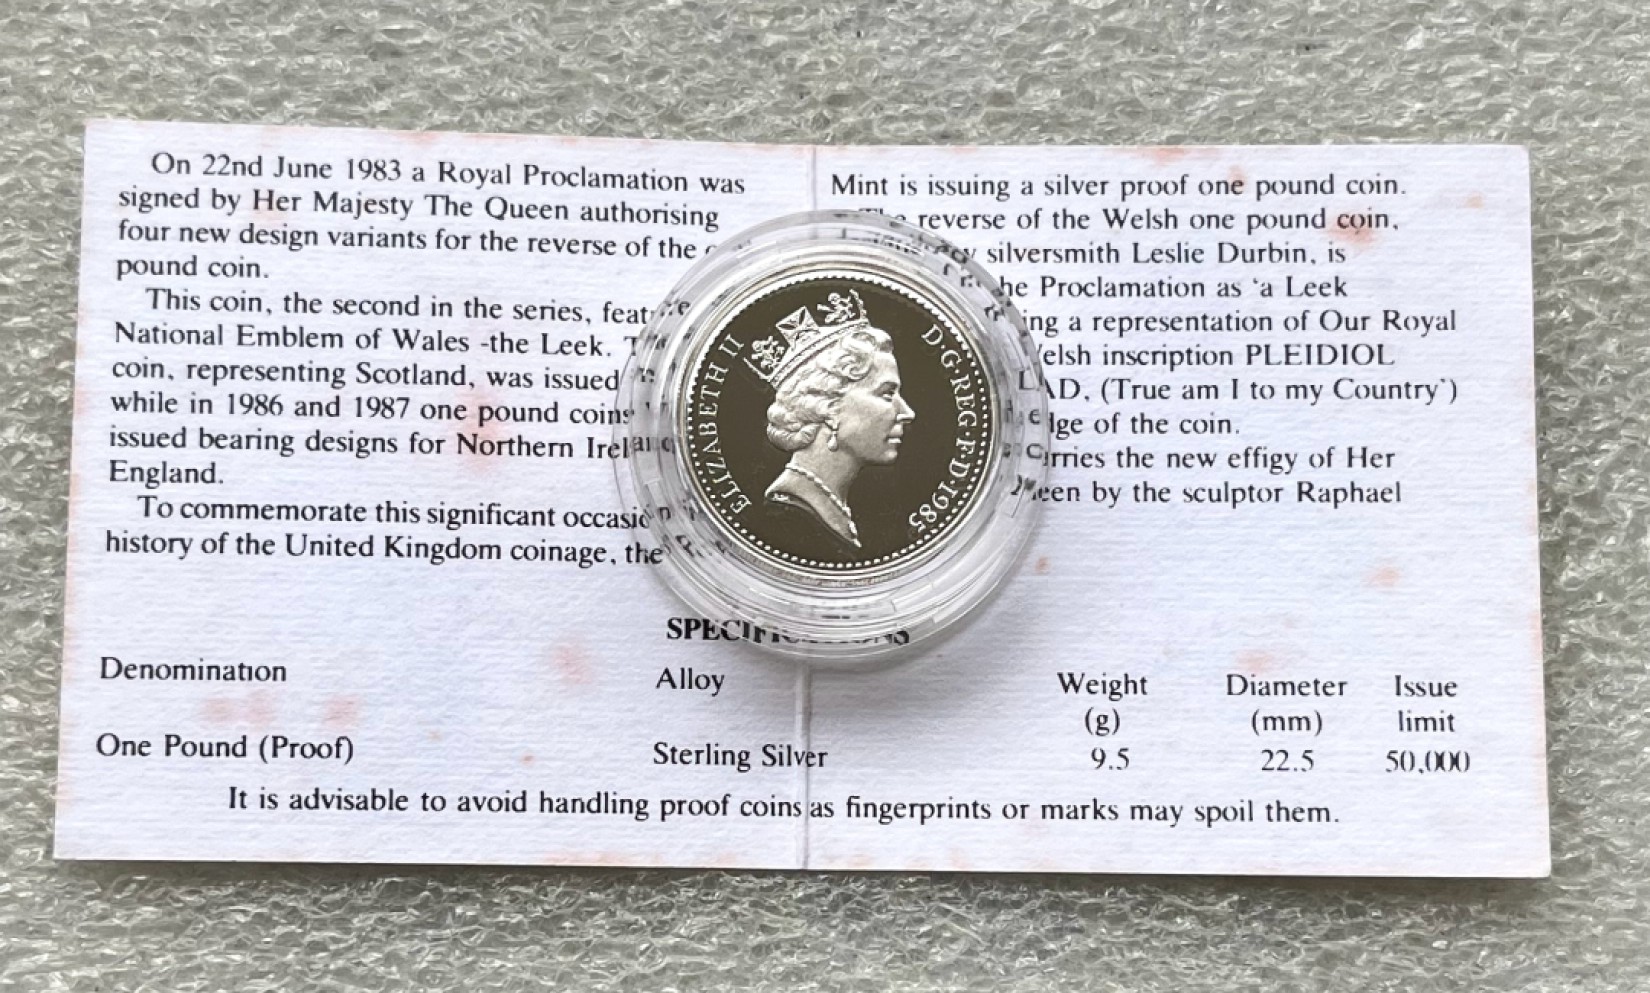 On 22nd June 1983 a Royal Proclamation was
signed by Her Majesty The Queen authorising
four new design variants for the reverse of the
pound coin.
This coin, the second in the series,
National Emblem of Wales -the Leek.
coin, representing Scotland, was issued
while in 1986 and 1987 one pound coins
issued bearing designs for Northern Ireland
England.
To commemorate this significant occasion
history of the United Kingdom coinage, the
Mint is issuing a silver proof one pound coin.
The reverse of the Welsh one pound coin,
silversmith Leslie Durbin, is
the Proclamation as 'a Leek
a representation of Our Royal
Welsh inscription PLEIDIOL
(True am I to my Country')
of the coin.
carries the new effigy of Her
by the sculptor Raphael
ELIZABETH II D·G·REG·F·D·1985
SPECIFICATIONS
Denomination Alloy Weight Diameter Issue
(g) (mm) limit
One Pound (Proof) Sterling Silver 9.5 22.5 50,000
It is advisable to avoid handling proof coins as fingerprints or marks may spoil them.